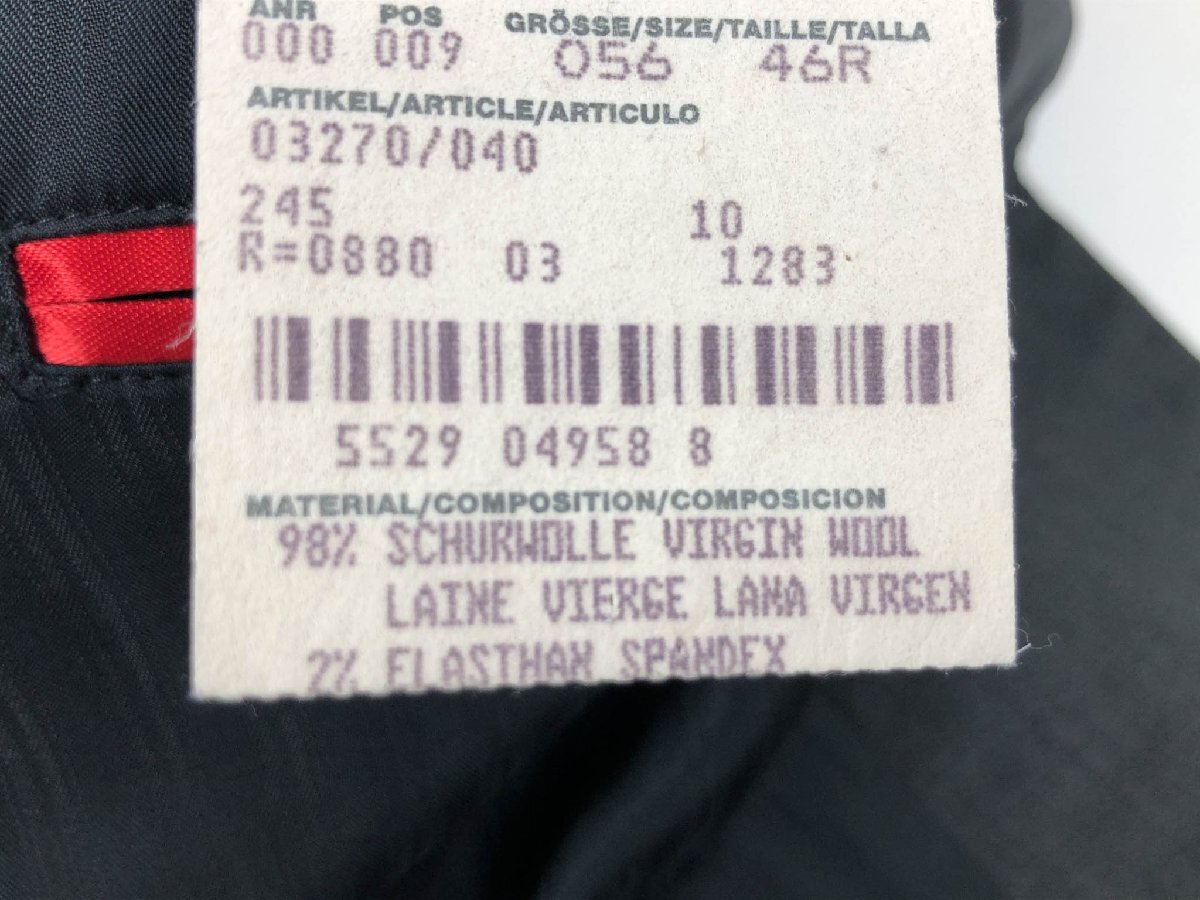 ANR POS GRÖSSE/SIZE/TAILLE/TALLA
000 009 056 46R
ARTIKEL/ARTICLE/ARTICULO
03270/040
245 10
R=0880 03 1283
5529 04958 8
MATERIAL/COMPOSITION/COMPOSICION
98% SCHURWOLLE VIRGIN WOOL
LAINE VIERGE LANA VIRGEN
2% ELASTHAN SPANDEX